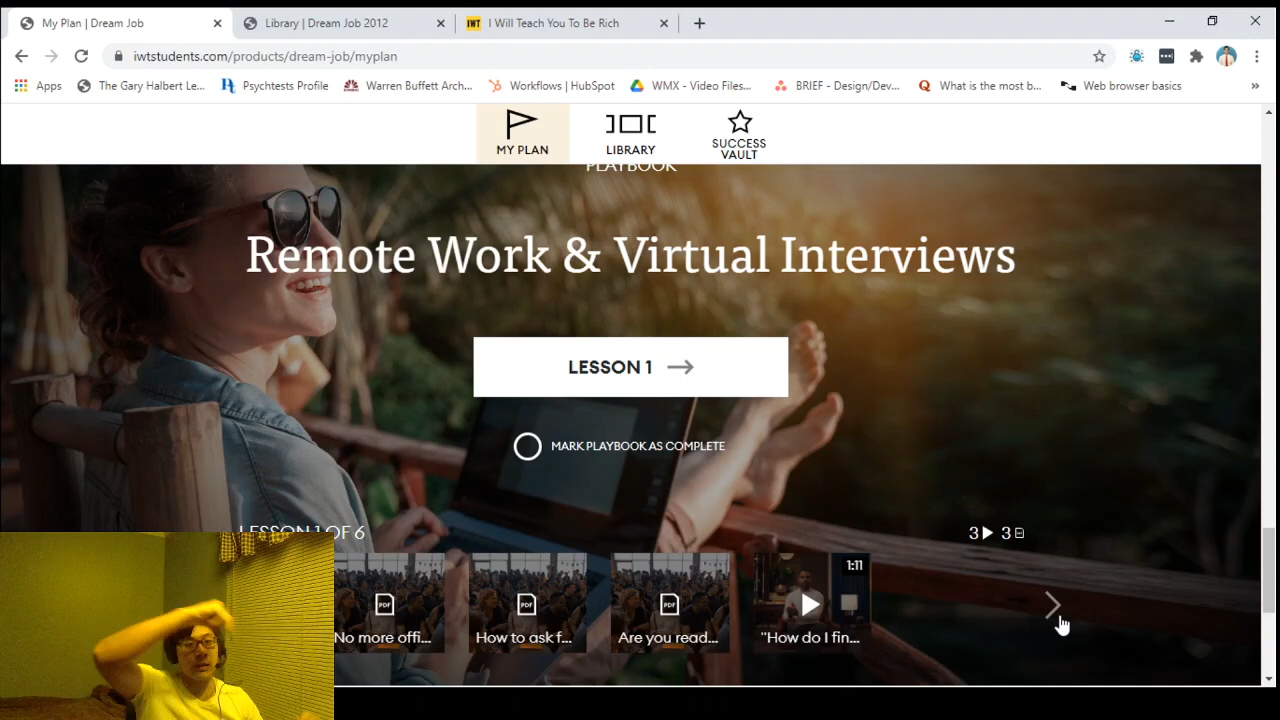 My Plan | Dream Job
Library | Dream Job 2012
IWT I Will Teach You To Be Rich
iwtstudents.com/products/dream-job/myplan
Apps
The Gary Halbert Le...
Psychtests Profile
Warren Buffett Arch...
Workflows | HubSpot
WMX - Video Files...
BRIEF - Design/Dev...
What is the most b...
Web browser basics
MY PLAN
LIBRARY
SUCCESS
VAULT
PLAYBOOK
Remote Work & Virtual Interviews
LESSON 1
MARK PLAYBOOK AS COMPLETE
LESSON 1 OF 6
3 3
1:11
PDF PDF PDF
No more offi...
How to ask f...
Are you read...
"How do I fin...